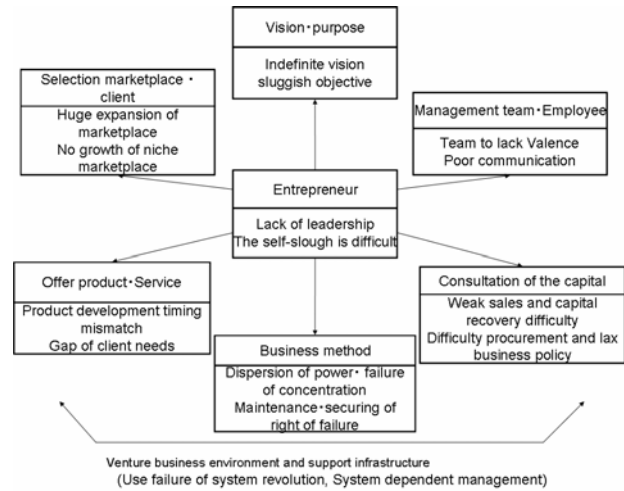 Vision・purpose
Indefinite vision
sluggish objective
Selection marketplace・
client
Huge expansion of
marketplace
No growth of niche
marketplace
Management team・Employee
Team to lack Valence
Poor communication
Entrepreneur
Lack of leadership
The self-slough is difficult
Offer product・Service
Product development timing
mismatch
Gap of client needs
Consultation of the capital
Weak sales and capital
recovery difficulty
Difficulty procurement and lax
business policy
Business method
Dispersion of power・ failure
of concentration
Maintenance・securing of
right of failure
Venture business environment and support infrastructure
(Use failure of system revolution, System dependent management)